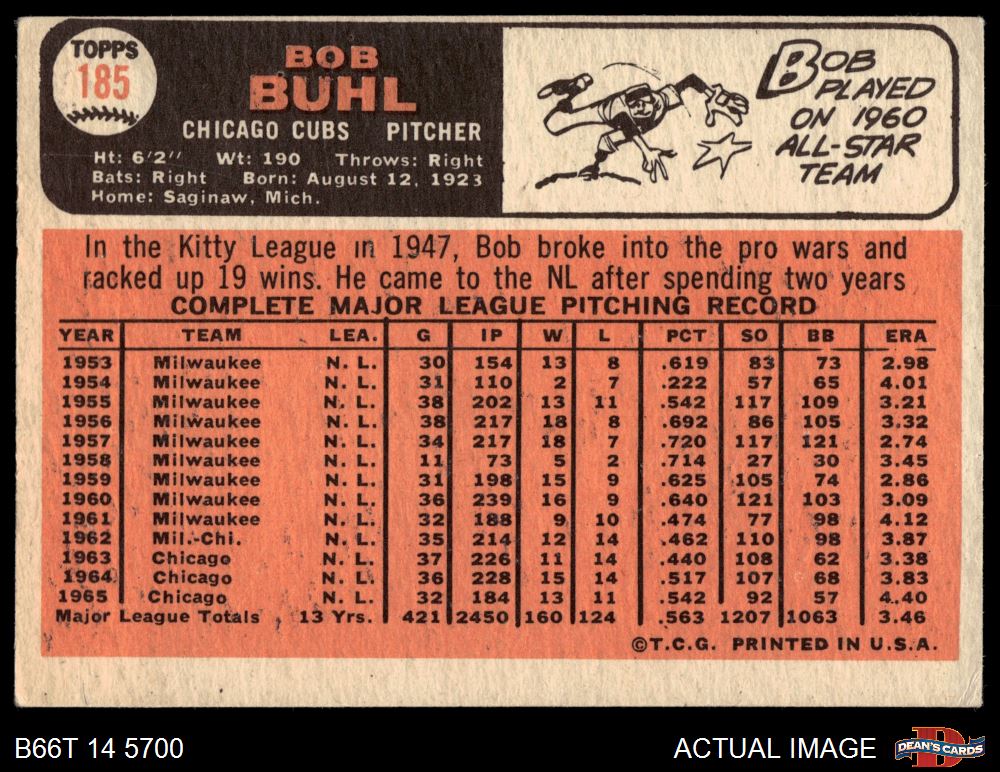 TOPPS
185
BOB
BUHL
CHICAGO CUBS PITCHER
Ht: 6'2" Wt: 190 Throws: Right
Bats: Right Born: August 12, 1923
Home: Saginaw, Mich.
BOB
PLAYED
ON 1960
ALL-STAR
TEAM
In the Kitty League in 1947, Bob broke into the pro wars and
racked up 19 wins. He came to the NL after spending two years
COMPLETE MAJOR LEAGUE PITCHING RECORD
YEAR TEAM LEA. G IP W L PCT SO BB ERA
1953 Milwaukee N. L. 30 154 13 8 .619 83 73 2.98
1954 Milwaukee N. L. 31 110 2 7 .222 57 65 4.01
1955 Milwaukee N. L. 38 202 13 11 .542 117 109 3.21
1956 Milwaukee N. L. 38 217 18 8 .692 86 105 3.32
1957 Milwaukee N. L. 34 217 18 7 .720 117 121 2.74
1958 Milwaukee N. L. 11 73 5 2 .714 27 30 3.45
1959 Milwaukee N. L. 31 198 15 9 .625 105 74 2.86
1960 Milwaukee N. L. 36 239 16 9 .640 121 103 3.09
1961 Milwaukee N. L. 32 188 9 10 .474 77 98 4.12
1962 Mil.-Chi. N. L. 35 214 12 14 .462 110 98 3.87
1963 Chicago N. L. 37 226 11 14 .440 108 62 3.38
1964 Chicago N. L. 36 228 15 14 .517 107 68 3.83
1965 Chicago N. L. 32 184 13 11 .542 92 57 4.40
Major League Totals 13 Yrs. 421 2450 160 124 .563 1207 1063 3.46
©T.C.G. PRINTED IN U.S.A.
B66T 14 5700
ACTUAL IMAGE
D
DEAN'S CARDS